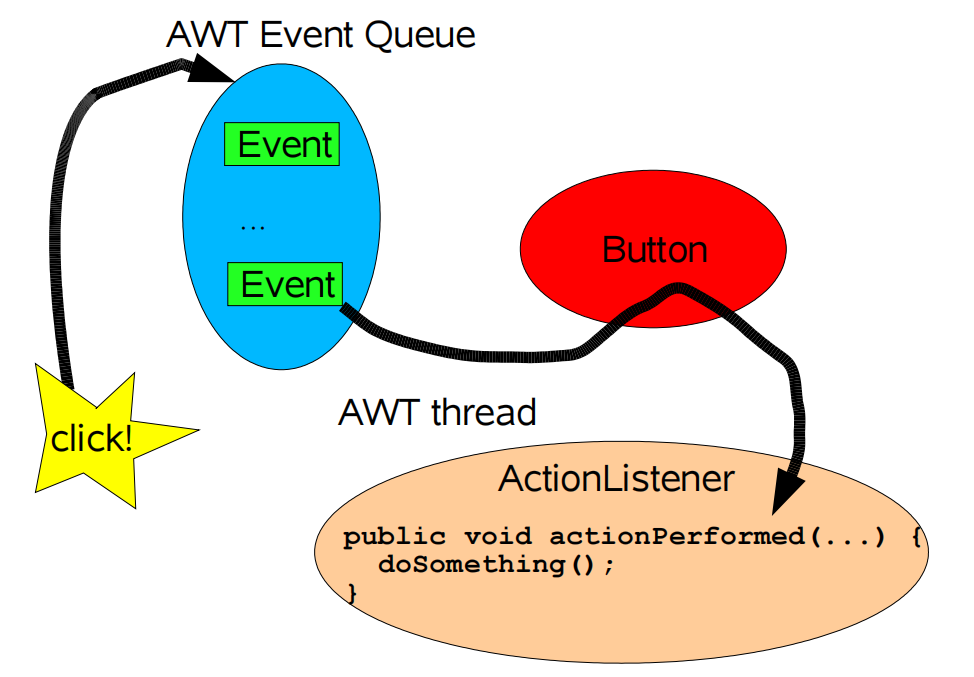 AWT Event Queue
Event
...
Event
Button
click!
AWT thread
ActionListener
public void actionPerformed(...) {
  doSomething();
}